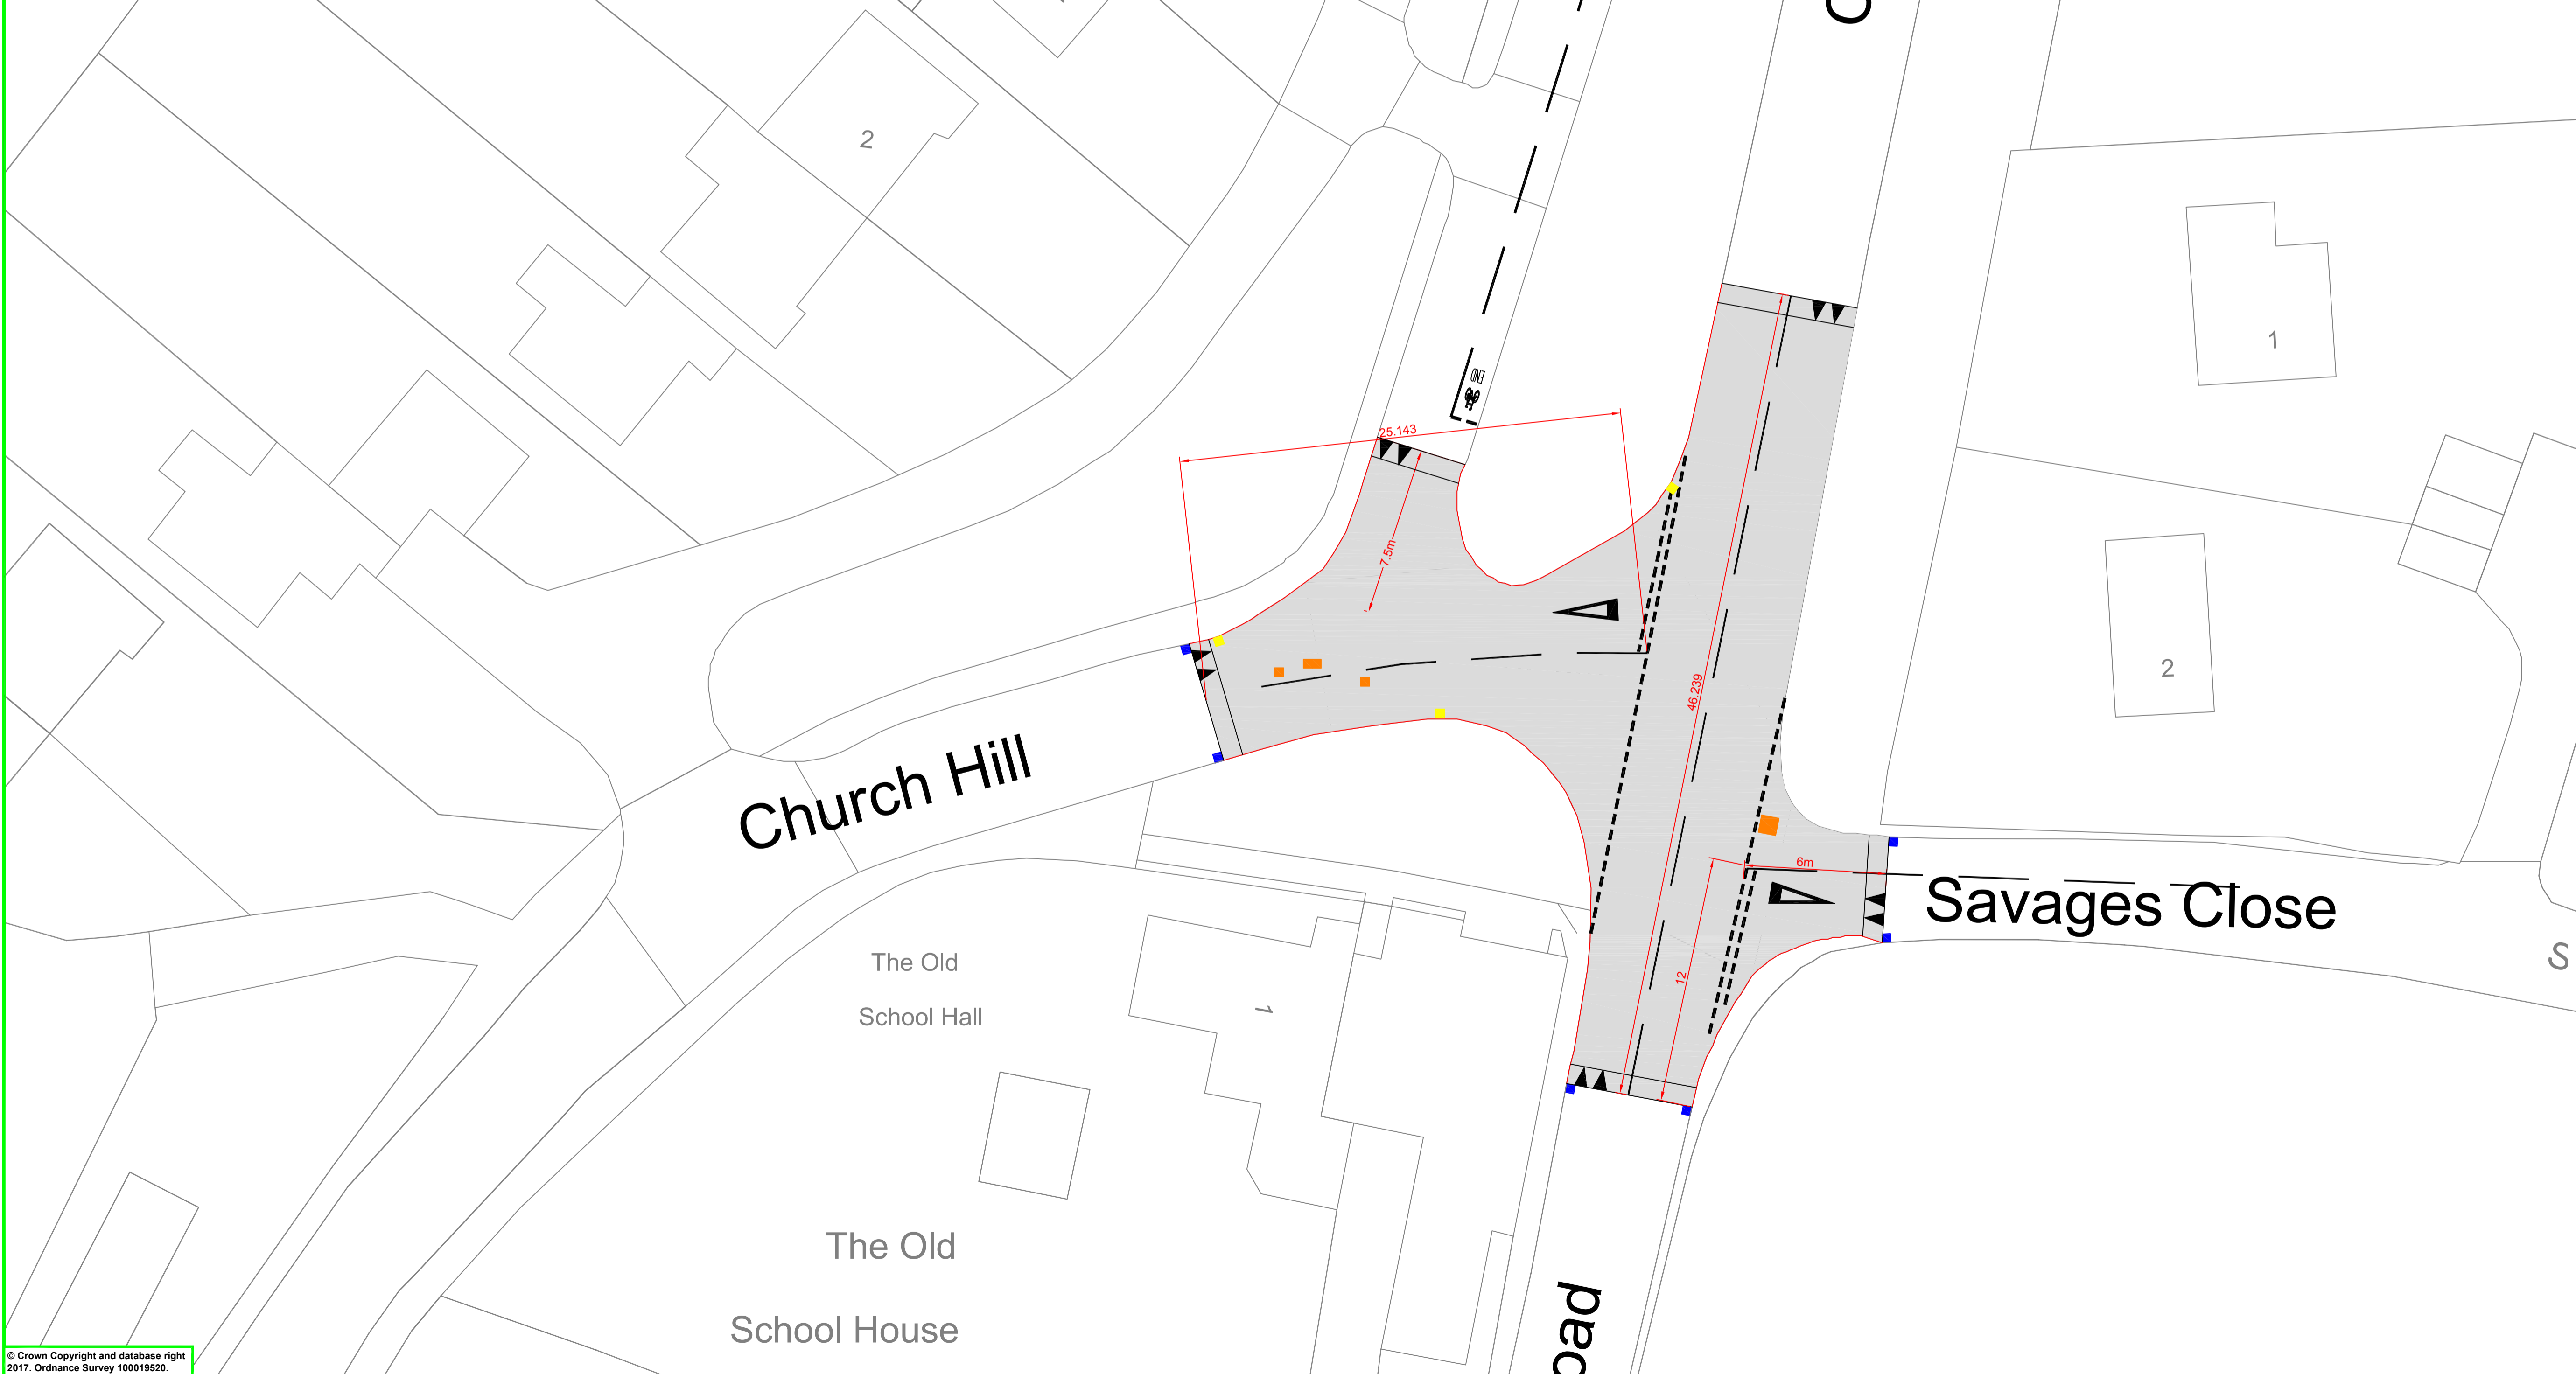 2
1
END
25.143
7.5m
46.239
2
Church Hill
6m
Savages Close
12
The Old
School Hall
1
The Old
School House
© Crown Copyright and database right
2017. Ordnance Survey 100019520.